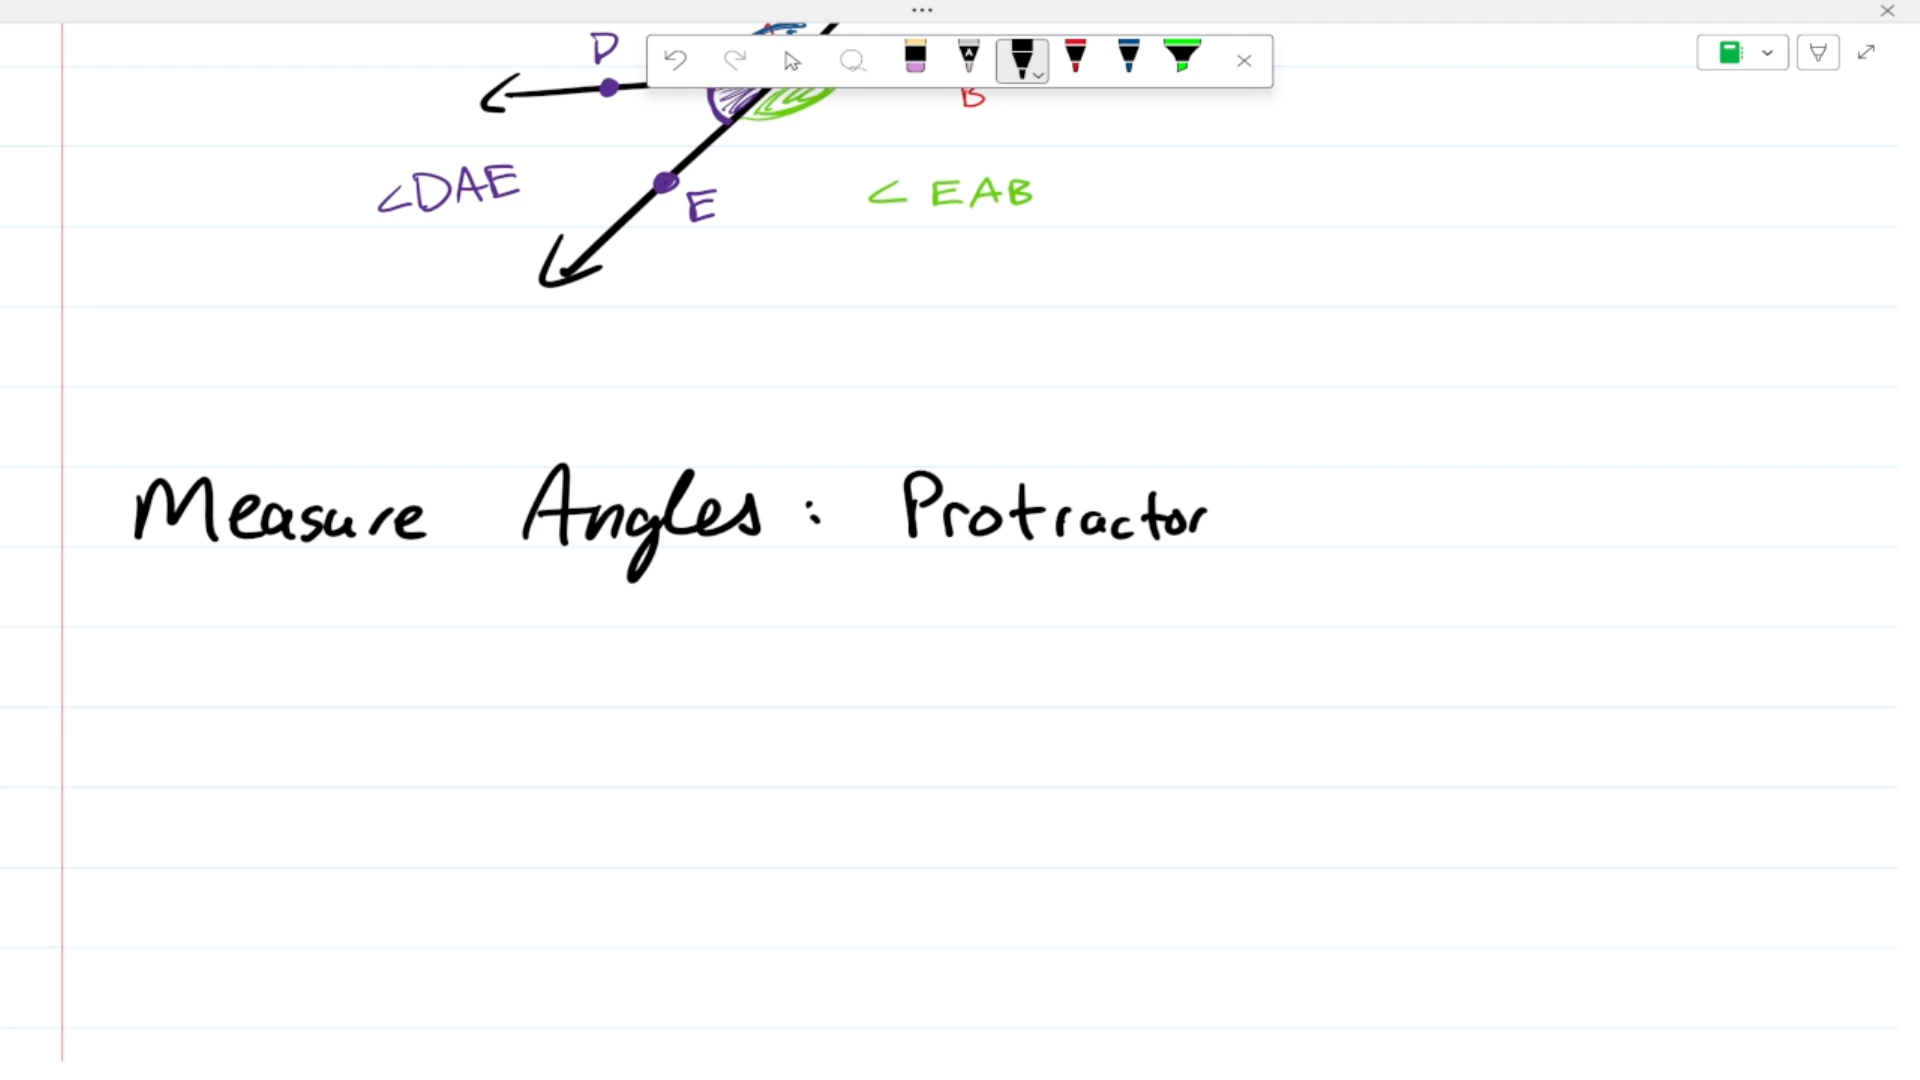 D
B
<DAE
E
< EAB
Measure Angles : Protractor